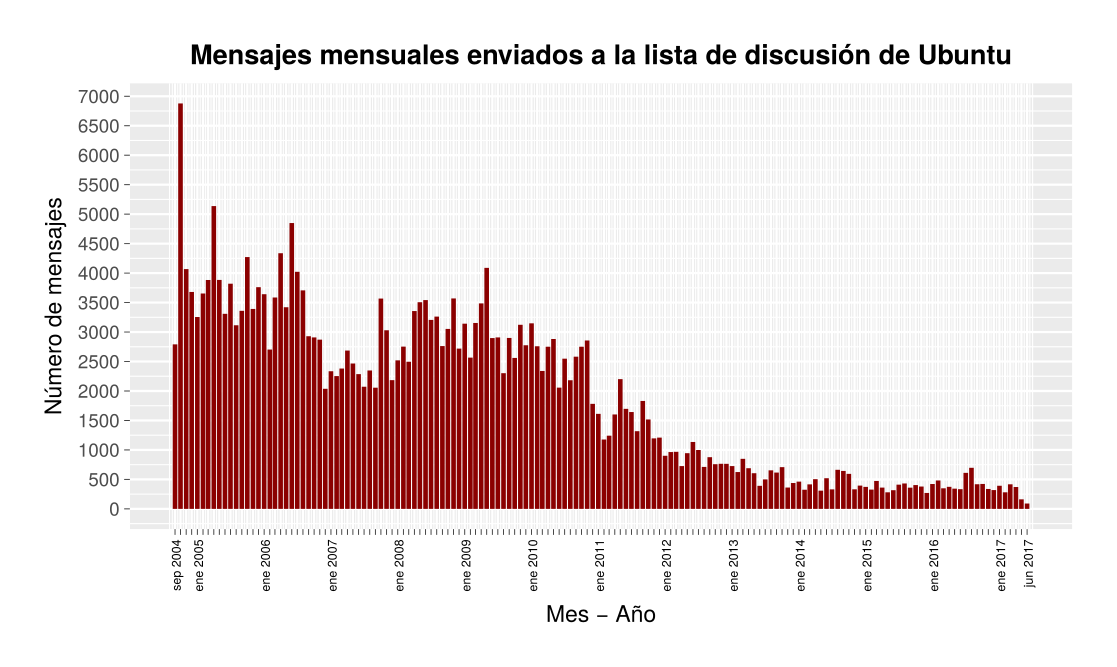 Mensajes mensuales enviados a la lista de discusión de Ubuntu
Número de mensajes
7000
6500
6000
5500
5000
4500
4000
3500
3000
2500
2000
1500
1000
500
0
sep 2004
ene 2005
ene 2006
ene 2007
ene 2008
ene 2009
ene 2010
ene 2011
ene 2012
ene 2013
ene 2014
ene 2015
ene 2016
ene 2017
jun 2017
Mes − Año